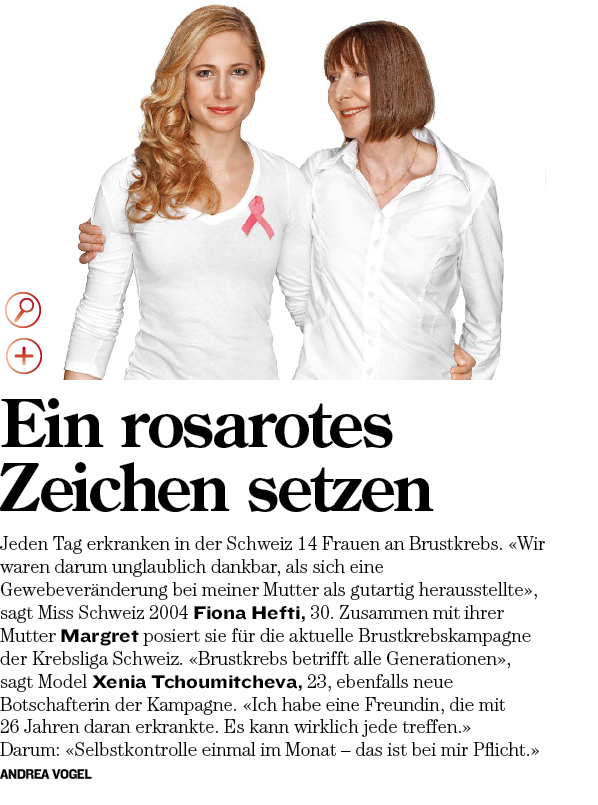 Ein rosarotes
Zeichen setzen
Jeden Tag erkranken in der Schweiz 14 Frauen an Brustkrebs. «Wir
waren darum unglaublich dankbar, als sich eine
Gewebeveränderung bei meiner Mutter als gutartig herausstellte»,
sagt Miss Schweiz 2004 Fiona Hefti, 30. Zusammen mit ihrer
Mutter Margret posiert sie für die aktuelle Brustkrebskampagne
der Krebsliga Schweiz. «Brustkrebs betrifft alle Generationen»,
sagt Model Xenia Tchoumitcheva, 23, ebenfalls neue
Botschafterin der Kampagne. «Ich habe eine Freundin, die mit
26 Jahren daran erkrankte. Es kann wirklich jede treffen.»
Darum: «Selbstkontrolle einmal im Monat – das ist bei mir Pflicht.»
ANDREA VOGEL